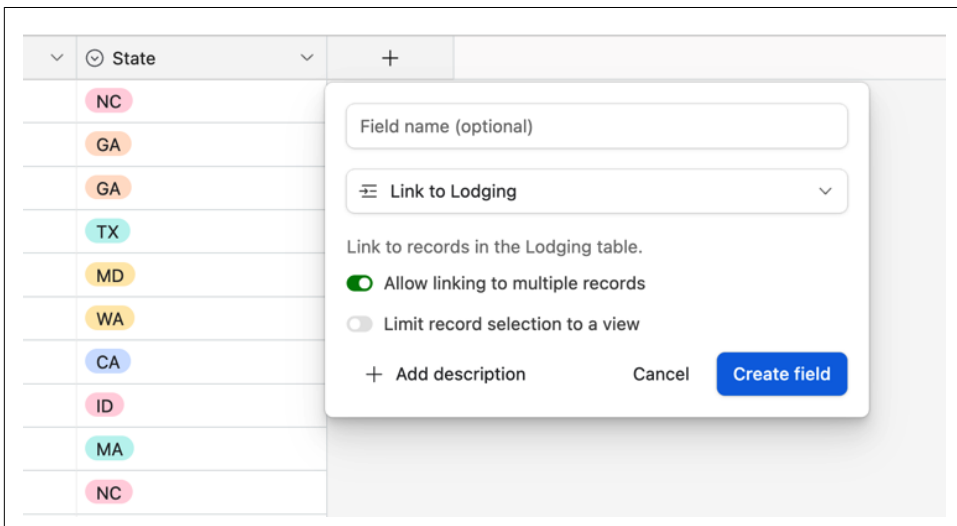 State
NC
GA
GA
TX
MD
WA
CA
ID
MA
NC
Field name (optional)
Link to Lodging
Link to records in the Lodging table.
Allow linking to multiple records
Limit record selection to a view
+ Add description Cancel Create field